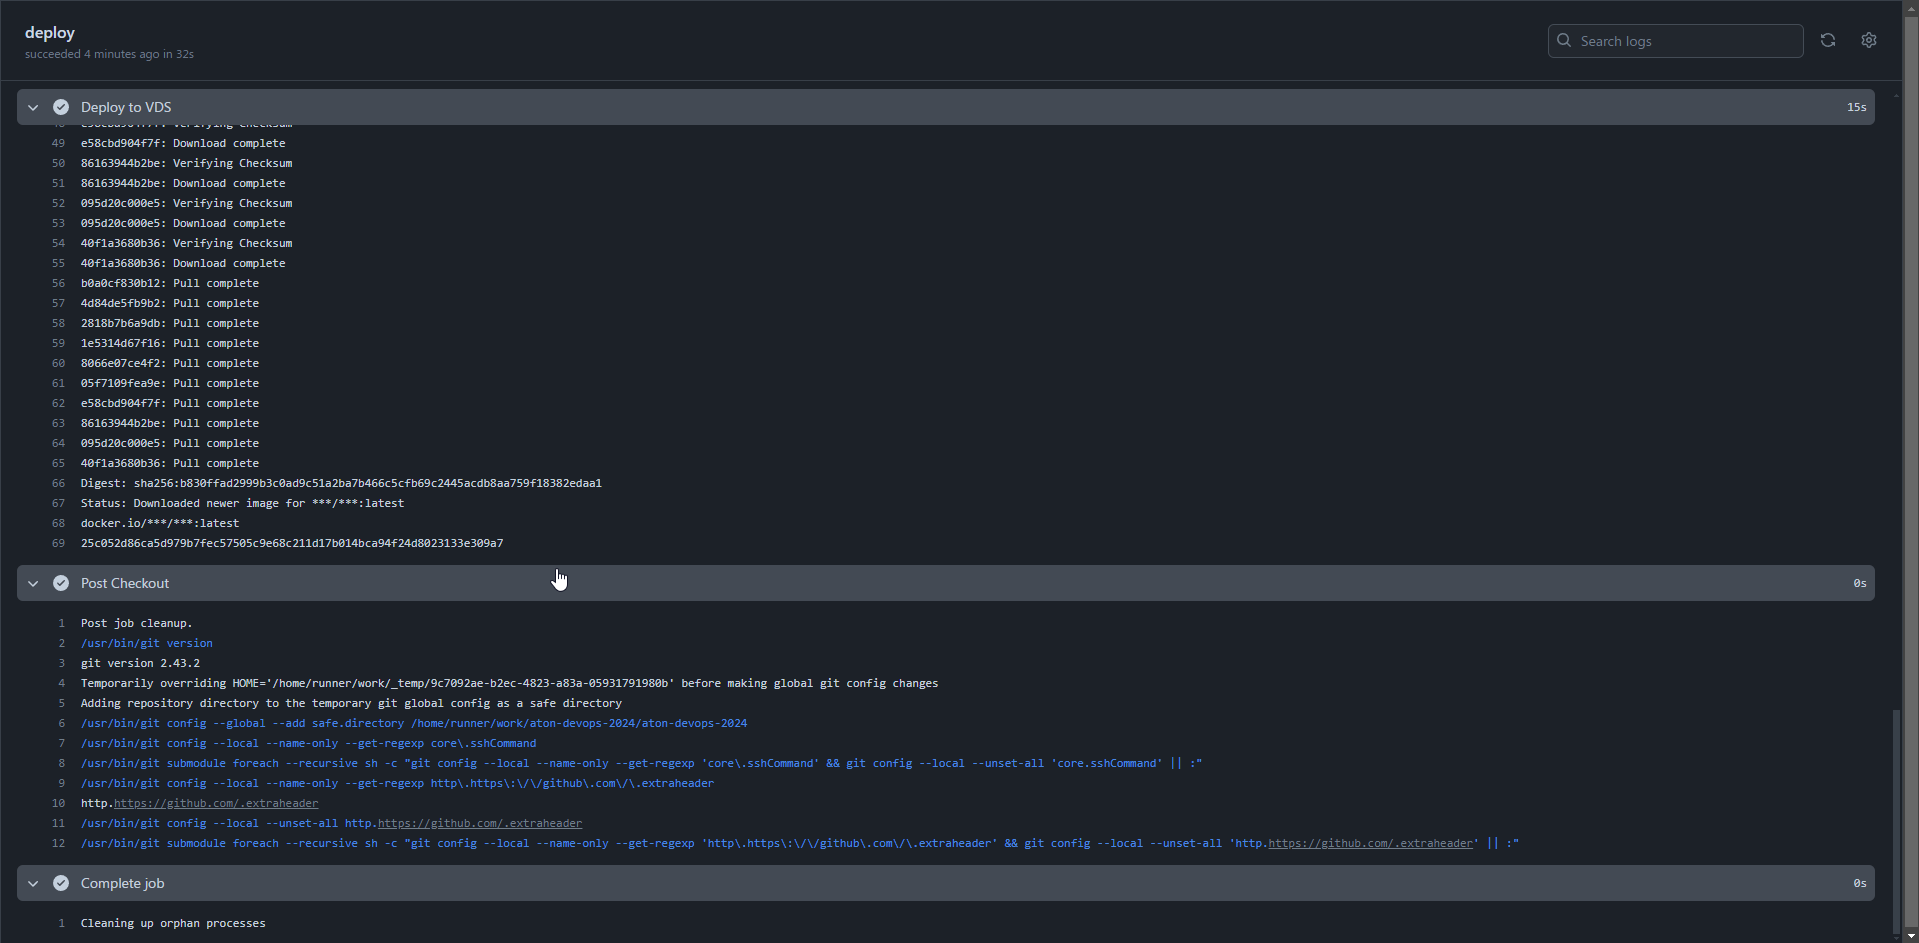 deploy
succeeded 4 minutes ago in 32s
Search logs
Deploy to VDS 15s
49 e58cbd904f7f: Download complete
50 86163944b2be: Verifying Checksum
51 86163944b2be: Download complete
52 095d20c000e5: Verifying Checksum
53 095d20c000e5: Download complete
54 40f1a3680b36: Verifying Checksum
55 40f1a3680b36: Download complete
56 b0a0cf830b12: Pull complete
57 4d84de5fb9b2: Pull complete
58 2818b7b6a9db: Pull complete
59 1e5314d67f16: Pull complete
60 8066e07ce4f2: Pull complete
61 05f7109fea9e: Pull complete
62 e58cbd904f7f: Pull complete
63 86163944b2be: Pull complete
64 095d20c000e5: Pull complete
65 40f1a3680b36: Pull complete
66 Digest: sha256:b830ffad2999b3c0ad9c51a2ba7b466c5cfb69c2445acdb8aa759f18382edaa1
67 Status: Downloaded newer image for ***/***:latest
68 docker.io/***/***:latest
69 25c052d86ca5d979b7fec57505c9e68c211d17b014bca94f24d8023133e309a7
Post Checkout 0s
1 Post job cleanup.
2 /usr/bin/git version
3 git version 2.43.2
4 Temporarily overriding HOME='/home/runner/work/_temp/9c7092ae-b2ec-4823-a83a-05931791980b' before making global git config changes
5 Adding repository directory to the temporary git global config as a safe directory
6 /usr/bin/git config --global --add safe.directory /home/runner/work/aton-devops-2024/aton-devops-2024
7 /usr/bin/git config --local --name-only --get-regexp core\.sshCommand
8 /usr/bin/git submodule foreach --recursive sh -c "git config --local --name-only --get-regexp 'core\.sshCommand' && git config --local --unset-all 'core.sshCommand' || :"
9 /usr/bin/git config --local --name-only --get-regexp http\.https\:\/\/github\.com\/\.extraheader
10 http.https://github.com/.extraheader
11 /usr/bin/git config --local --unset-all http.https://github.com/.extraheader
12 /usr/bin/git submodule foreach --recursive sh -c "git config --local --name-only --get-regexp 'http\.https\:\/\/github\.com\/\.extraheader' && git config --local --unset-all 'http.https://github.com/.extraheader' || :"
Complete job 0s
1 Cleaning up orphan processes